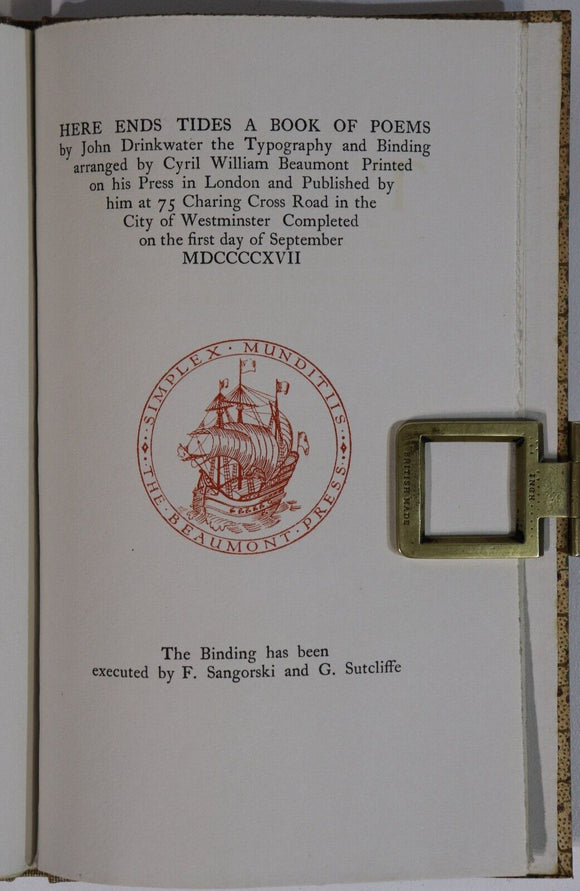 HERE ENDS TIDES A BOOK OF POEMS
by John Drinkwater the Typography and Binding
arranged by Cyril William Beaumont Printed
on his Press in London and Published by
him at 75 Charing Cross Road in the
City of Westminster Completed
on the first day of September
MDCCCCXVII
SIMPLEX · MUNDITIIS
· THE · BEAUMONT · PRESS ·
BRITISH MADE
INGN
The Binding has been
executed by F. Sangorski and G. Sutcliffe